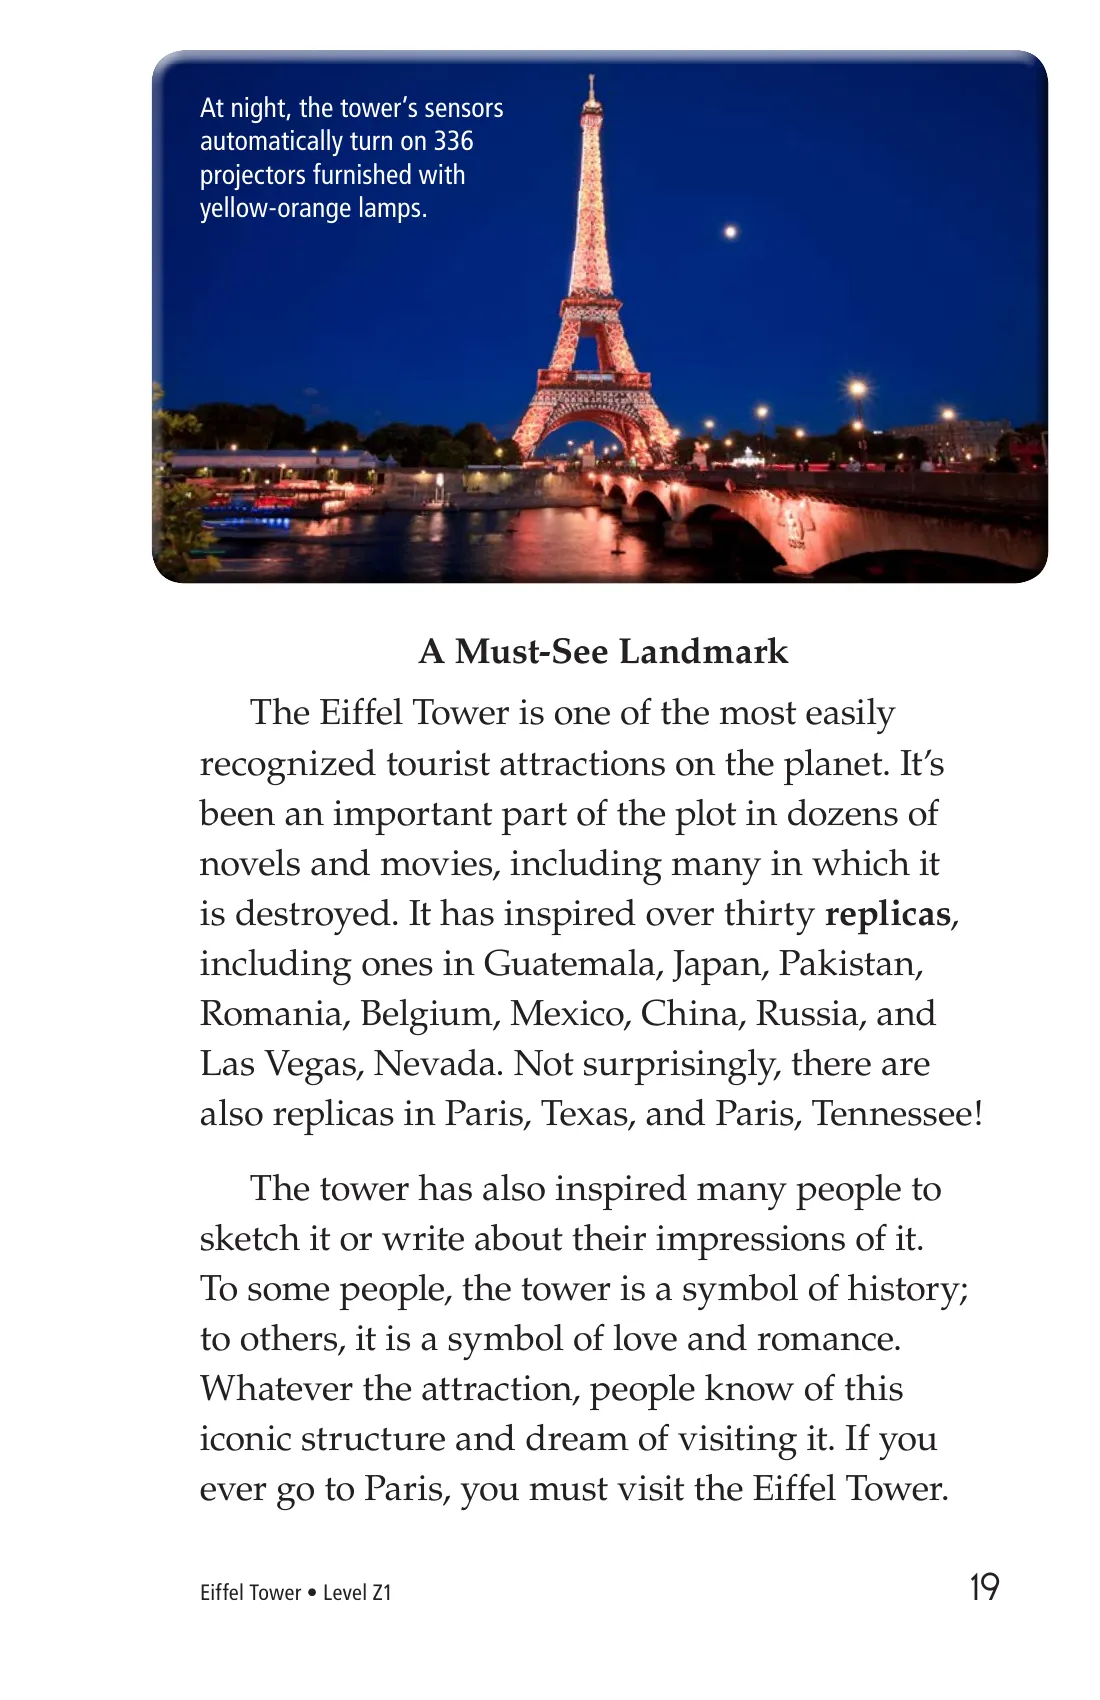 At night, the tower's sensors
automatically turn on 336
projectors furnished with
yellow-orange lamps.
A Must-See Landmark
The Eiffel Tower is one of the most easily
recognized tourist attractions on the planet. It's
been an important part of the plot in dozens of
novels and movies, including many in which it
is destroyed. It has inspired over thirty replicas,
including ones in Guatemala, Japan, Pakistan,
Romania, Belgium, Mexico, China, Russia, and
Las Vegas, Nevada. Not surprisingly, there are
also replicas in Paris, Texas, and Paris, Tennessee!
The tower has also inspired many people to
sketch it or write about their impressions of it.
To some people, the tower is a symbol of history;
to others, it is a symbol of love and romance.
Whatever the attraction, people know of this
iconic structure and dream of visiting it. If you
ever go to Paris, you must visit the Eiffel Tower.
Eiffel Tower • Level Z1
19